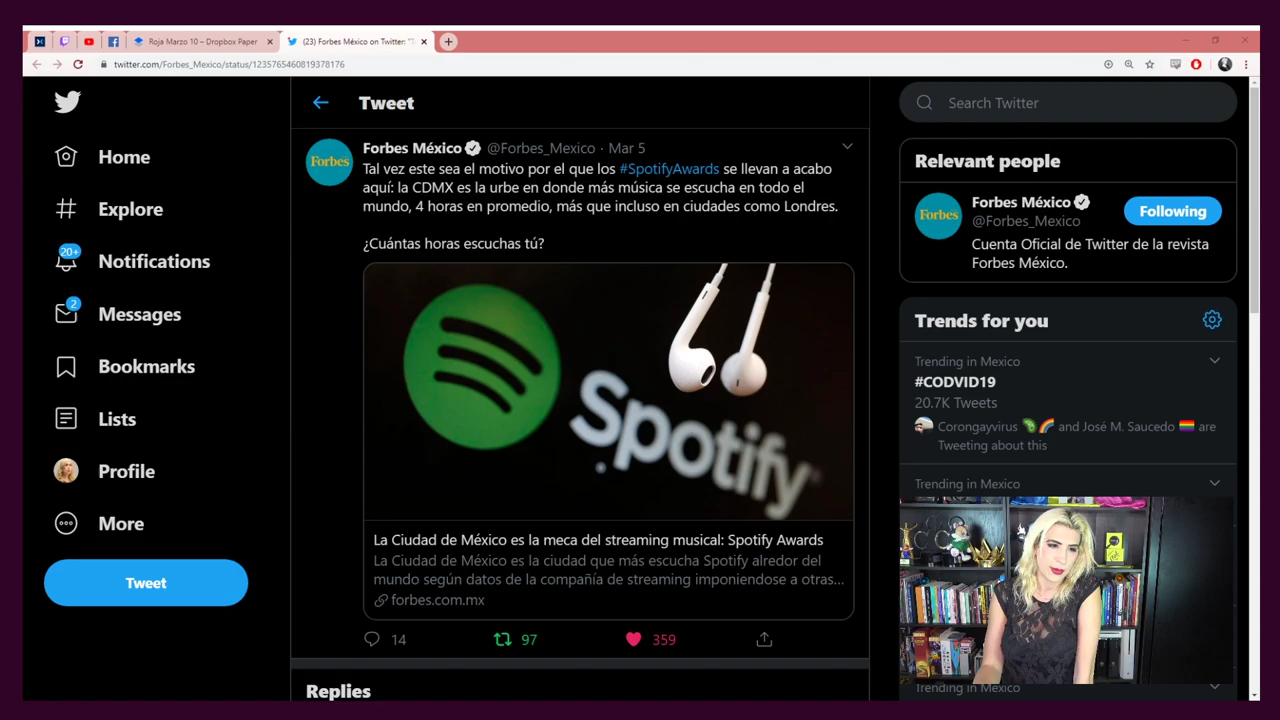 Roja Marzo 10 – Dropbox Paper
(23) Forbes México on Twitter: "T
twitter.com/Forbes_Mexico/status/1235765460819378176
Home
Explore
20+
Notifications
2
Messages
Bookmarks
Lists
Profile
More
Tweet
Tweet
Forbes México @Forbes_Mexico · Mar 5
Forbes
Tal vez este sea el motivo por el que los #SpotifyAwards se llevan a acabo
aquí: la CDMX es la urbe en donde más música se escucha en todo el
mundo, 4 horas en promedio, más que incluso en ciudades como Londres.
¿Cuántas horas escuchas tú?
Spotify
La Ciudad de México es la meca del streaming musical: Spotify Awards
La Ciudad de México es la ciudad que más escucha Spotify alredor del
mundo según datos de la compañía de streaming imponiendose a otras...
forbes.com.mx
14 97 359
Replies
Search Twitter
Relevant people
Forbes
Forbes México
@Forbes_Mexico
Following
Cuenta Oficial de Twitter de la revista
Forbes México.
Trends for you
Trending in Mexico
#CODVID19
20.7K Tweets
Corongayvirus and José M. Saucedo are
Tweeting about this
Trending in Mexico
Trending in Mexico